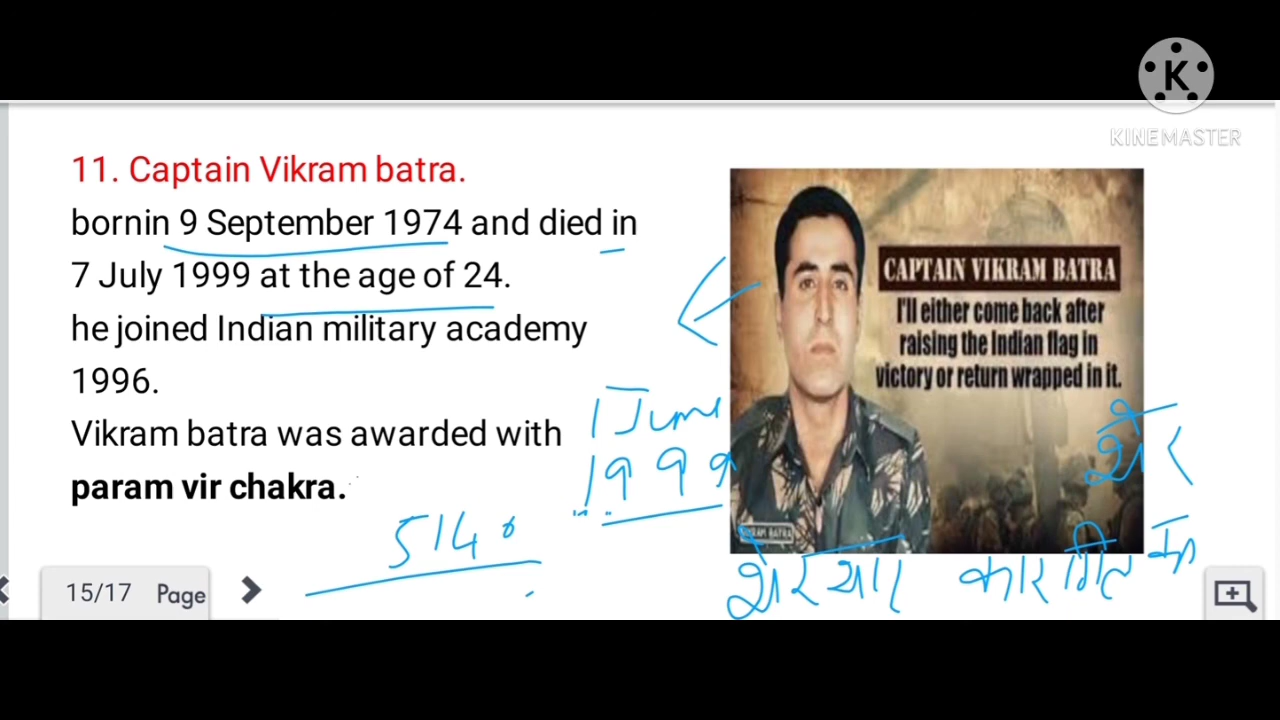 KINEMASTER
11. Captain Vikram batra.
bornin 9 September 1974 and died in
7 July 1999 at the age of 24.
he joined Indian military academy
1996.
Vikram batra was awarded with
param vir chakra.
CAPTAIN VIKRAM BATRA
I'll either come back after
raising the Indian flag in
victory or return wrapped in it.
1 June
1999
5140
शेर
शेरशाह कारगिल का
15/17 Page